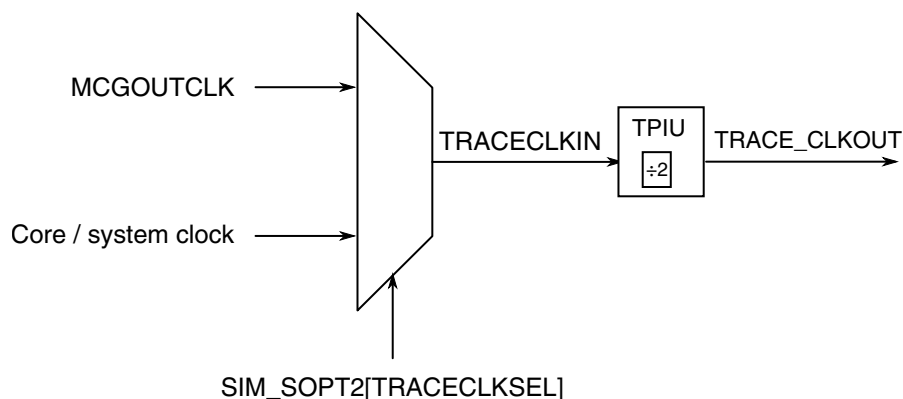 MCGOUTCLK
TRACECLKIN
TPIU
÷2
TRACE_CLKOUT
Core / system clock
SIM_SOPT2[TRACECLKSEL]